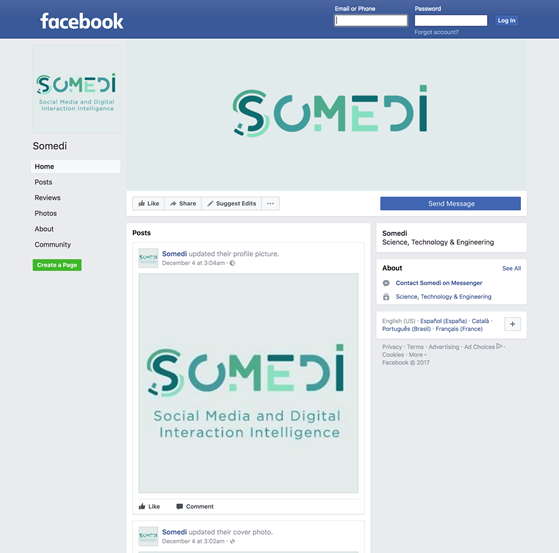 facebook
Email or Phone
Password
Log In
Forgot account?
SOMEDI
Social Media and Digital
Interaction Intelligence
Somedi
Home
Posts
Reviews
Photos
About
Community
Create a Page
SOMEDI
Like
Share
Suggest Edits
...
Send Message
Posts
Somedi updated their profile picture.
December 4 at 3:04am ·
SOMEDI
Social Media and Digital
Interaction Intelligence
Like
Comment
Somedi updated their cover photo.
December 4 at 3:02am ·
Somedi
Science, Technology & Engineering
About
See All
Contact Somedi on Messenger
Science, Technology & Engineering
English (US) · Español (España) · Català ·
Português (Brasil) · Français (France)
+
Privacy · Terms · Advertising · Ad Choices ·
Cookies · More
Facebook © 2017